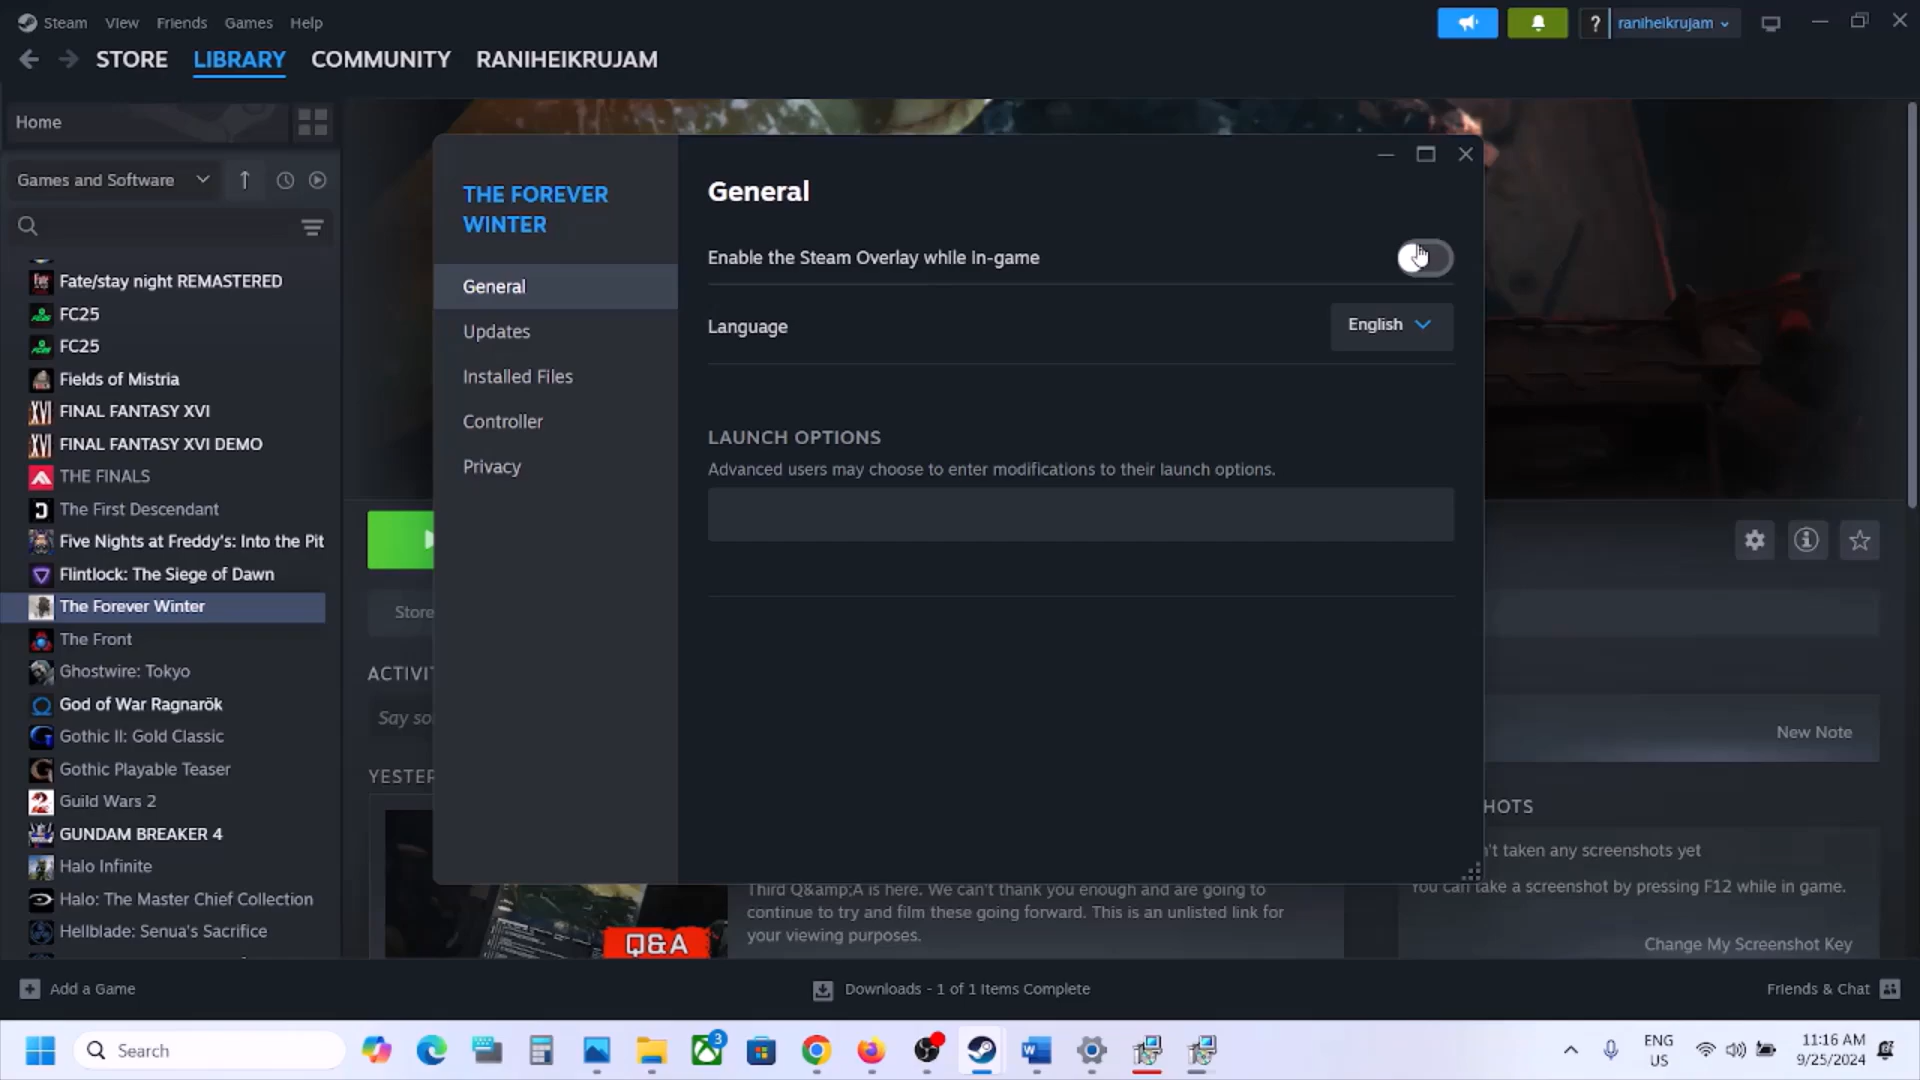 Steam View Friends Games Help
raniheikrujam
STORE LIBRARY COMMUNITY RANIHEIKRUJAM
Home
Games and Software
Fate/stay night REMASTERED
FC25
FC25
Fields of Mistria
FINAL FANTASY XVI
FINAL FANTASY XVI DEMO
THE FINALS
The First Descendant
Five Nights at Freddy's: Into the Pit
Flintlock: The Siege of Dawn
The Forever Winter
The Front
Ghostwire: Tokyo
God of War Ragnarök
Gothic II: Gold Classic
Gothic Playable Teaser
Guild Wars 2
GUNDAM BREAKER 4
Halo Infinite
Halo: The Master Chief Collection
Hellblade: Senua's Sacrifice
THE FOREVER
WINTER
General
Updates
Installed Files
Controller
Privacy
General
Enable the Steam Overlay while in-game
Language
English
LAUNCH OPTIONS
Advanced users may choose to enter modifications to their launch options.
Store
ACTIVIT
Say so
YESTER
New Note
HOTS
't taken any screenshots yet
You can take a screenshot by pressing F12 while in game.
Change My Screenshot Key
Q&A
Third Q&amp;A is here. We can't thank you enough and are going to
continue to try and film these going forward. This is an unlisted link for
your viewing purposes.
Add a Game
Downloads - 1 of 1 Items Complete
Friends & Chat
Search
3
ENG
US
11:16 AM
9/25/2024